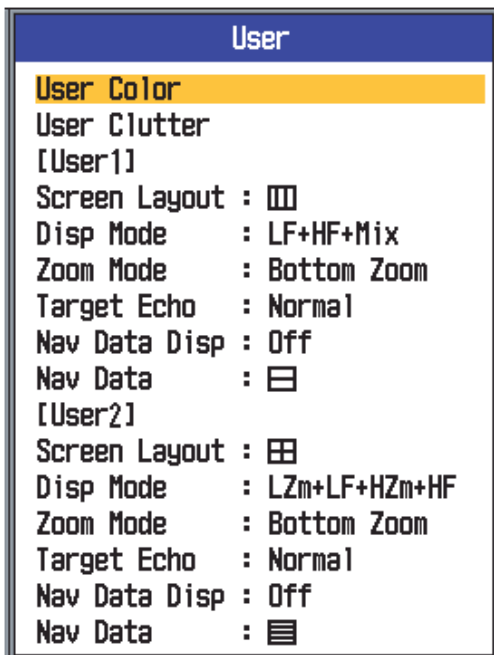 User
User Color
User Clutter
[User1]
Screen Layout :
Disp Mode : LF+HF+Mix
Zoom Mode : Bottom Zoom
Target Echo : Normal
Nav Data Disp : Off
Nav Data :
[User2]
Screen Layout :
Disp Mode : LZm+LF+HZm+HF
Zoom Mode : Bottom Zoom
Target Echo : Normal
Nav Data Disp : Off
Nav Data :